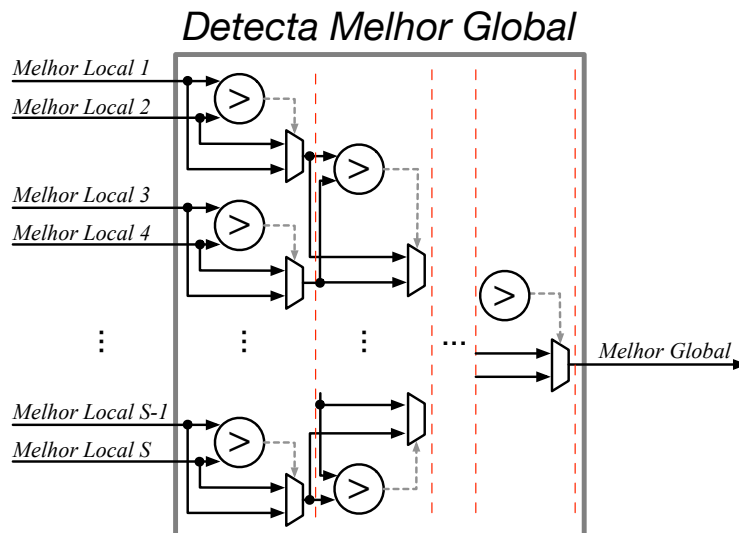 Detecta Melhor Global
Melhor Local 1
>
Melhor Local 2
>
Melhor Local 3
>
Melhor Local 4
>
⋮ ⋮ ⋮ ...
Melhor Global
Melhor Local S-1
>
Melhor Local S
>